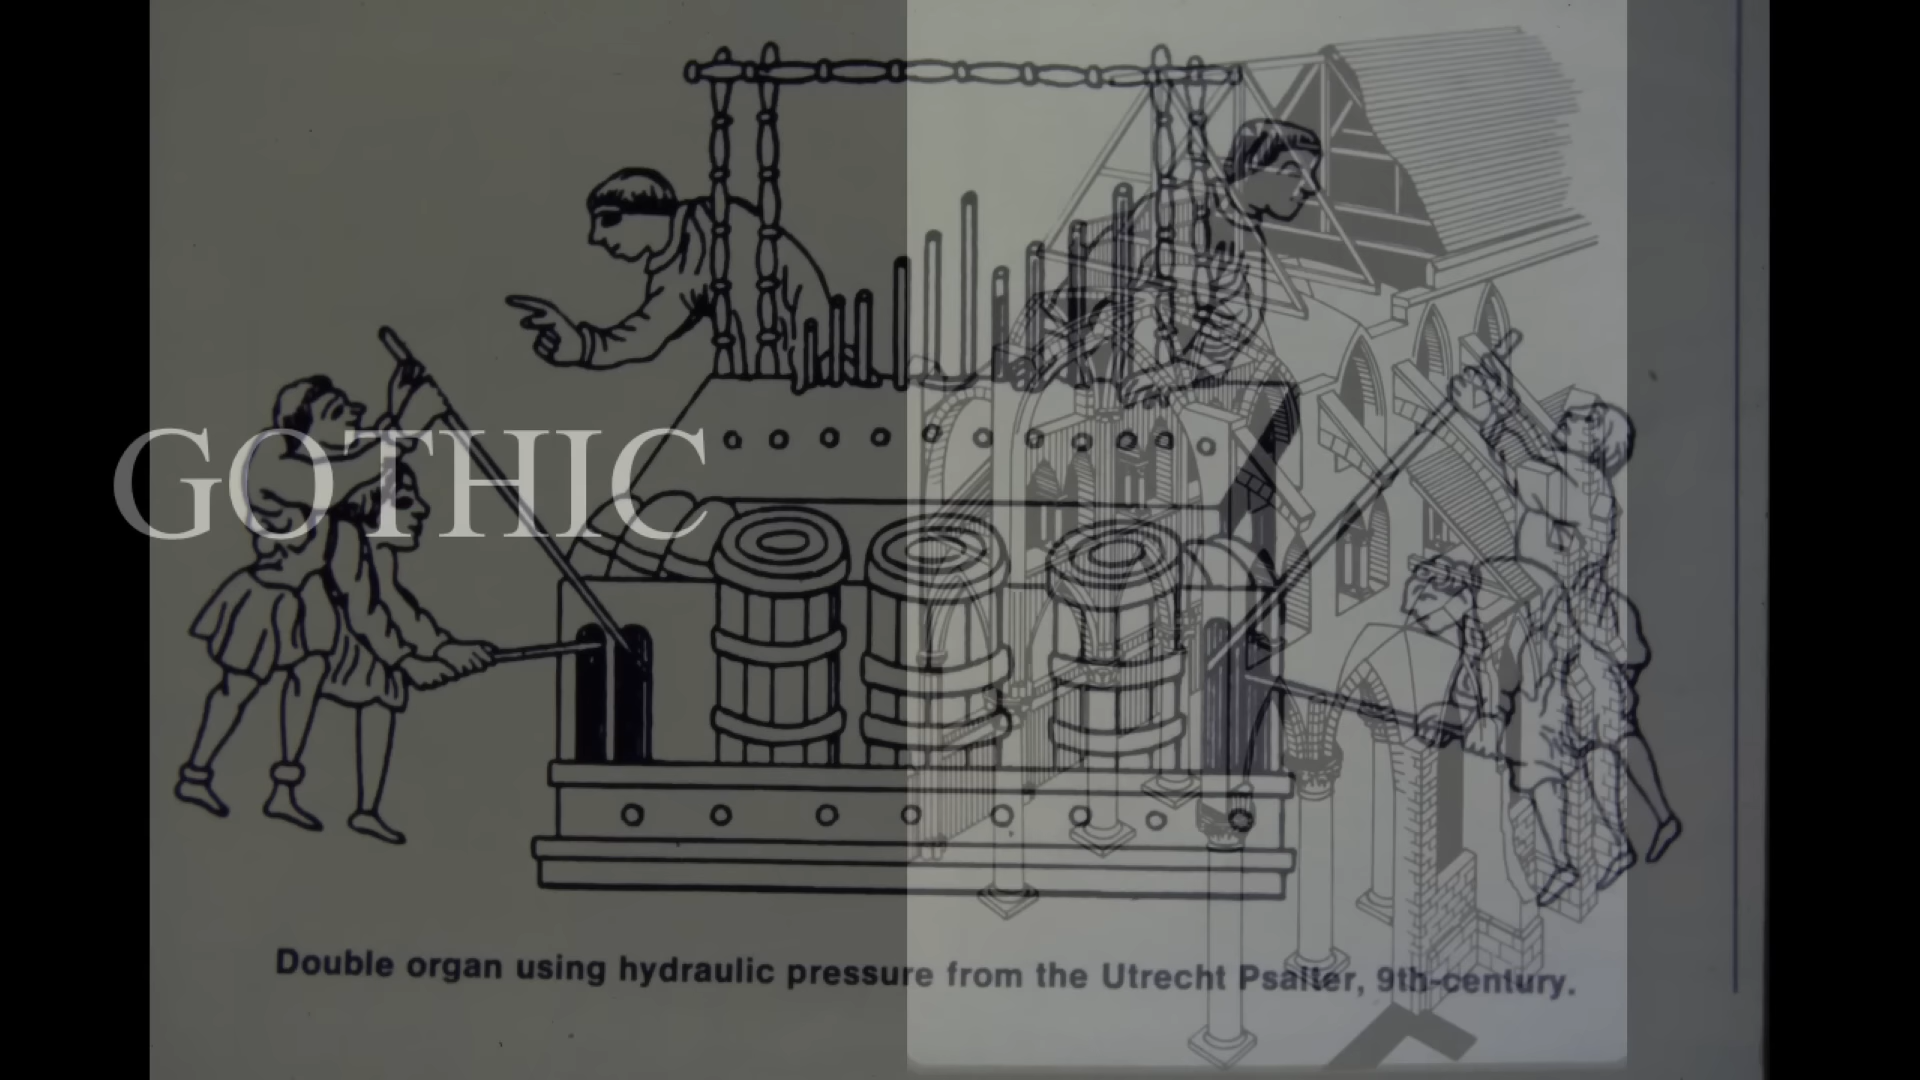 GOTHIC
Double organ using hydraulic pressure from the Utrecht Psalter, 9th-century.